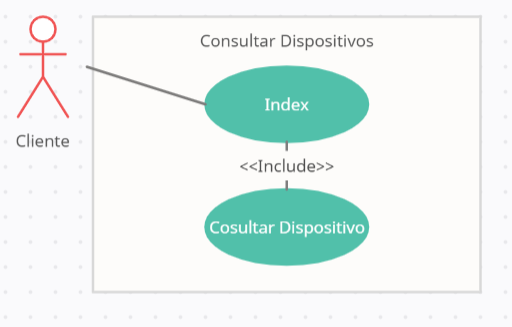 Consultar Dispositivos
Index
Cliente
<<Include>>
Cosultar Dispositivo